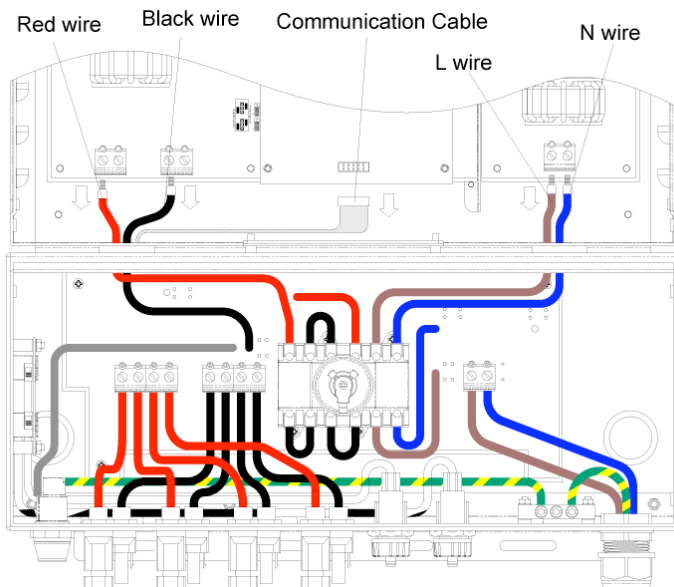 Red wire
Black wire
Communication Cable
L wire
N wire